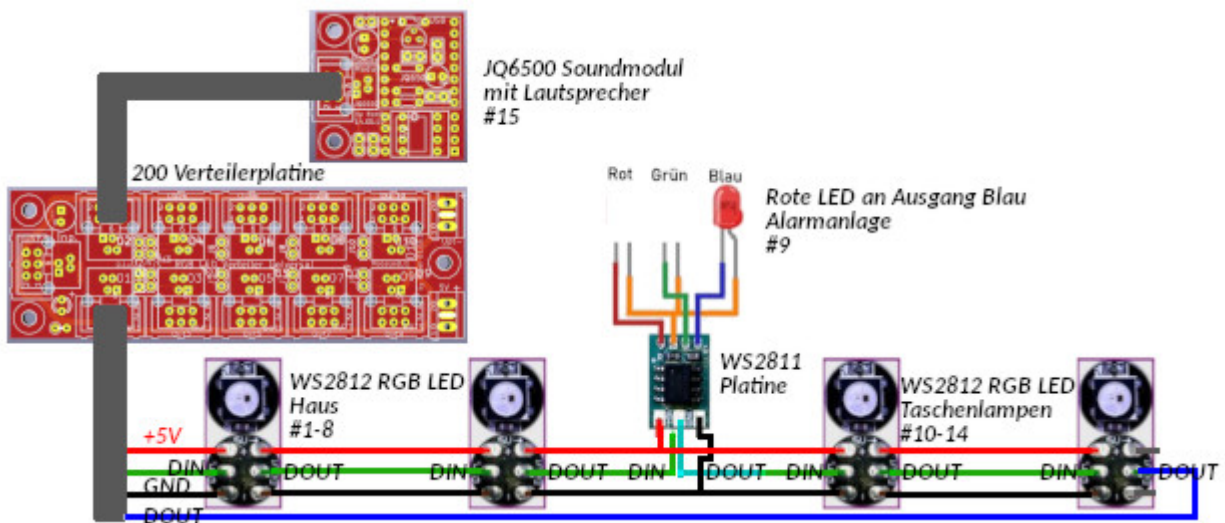 JQ6500 Soundmodul
mit Lautsprecher
#15
200 Verteilerplatine
Rot Grün Blau
Rote LED an Ausgang Blau
Alarmanlage
#9
WS2811
Platine
WS2812 RGB LED
Haus
#1-8
WS2812 RGB LED
Taschenlampen
#10-14
+5V
DIN DOUT DIN DOUT DIN DOUT DIN DIN DOUT
GND
DOUT